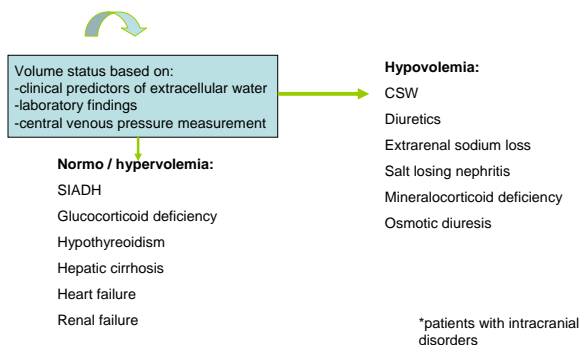 Volume status based on:
-clinical predictors of extracellular water
-laboratory findings
-central venous pressure measurement
Normo / hypervolemia:
SIADH
Glucocorticoid deficiency
Hypothyreoidism
Hepatic cirrhosis
Heart failure
Renal failure
Hypovolemia:
CSW
Diuretics
Extrarenal sodium loss
Salt losing nephritis
Mineralocorticoid deficiency
Osmotic diuresis
*patients with intracranial
disorders